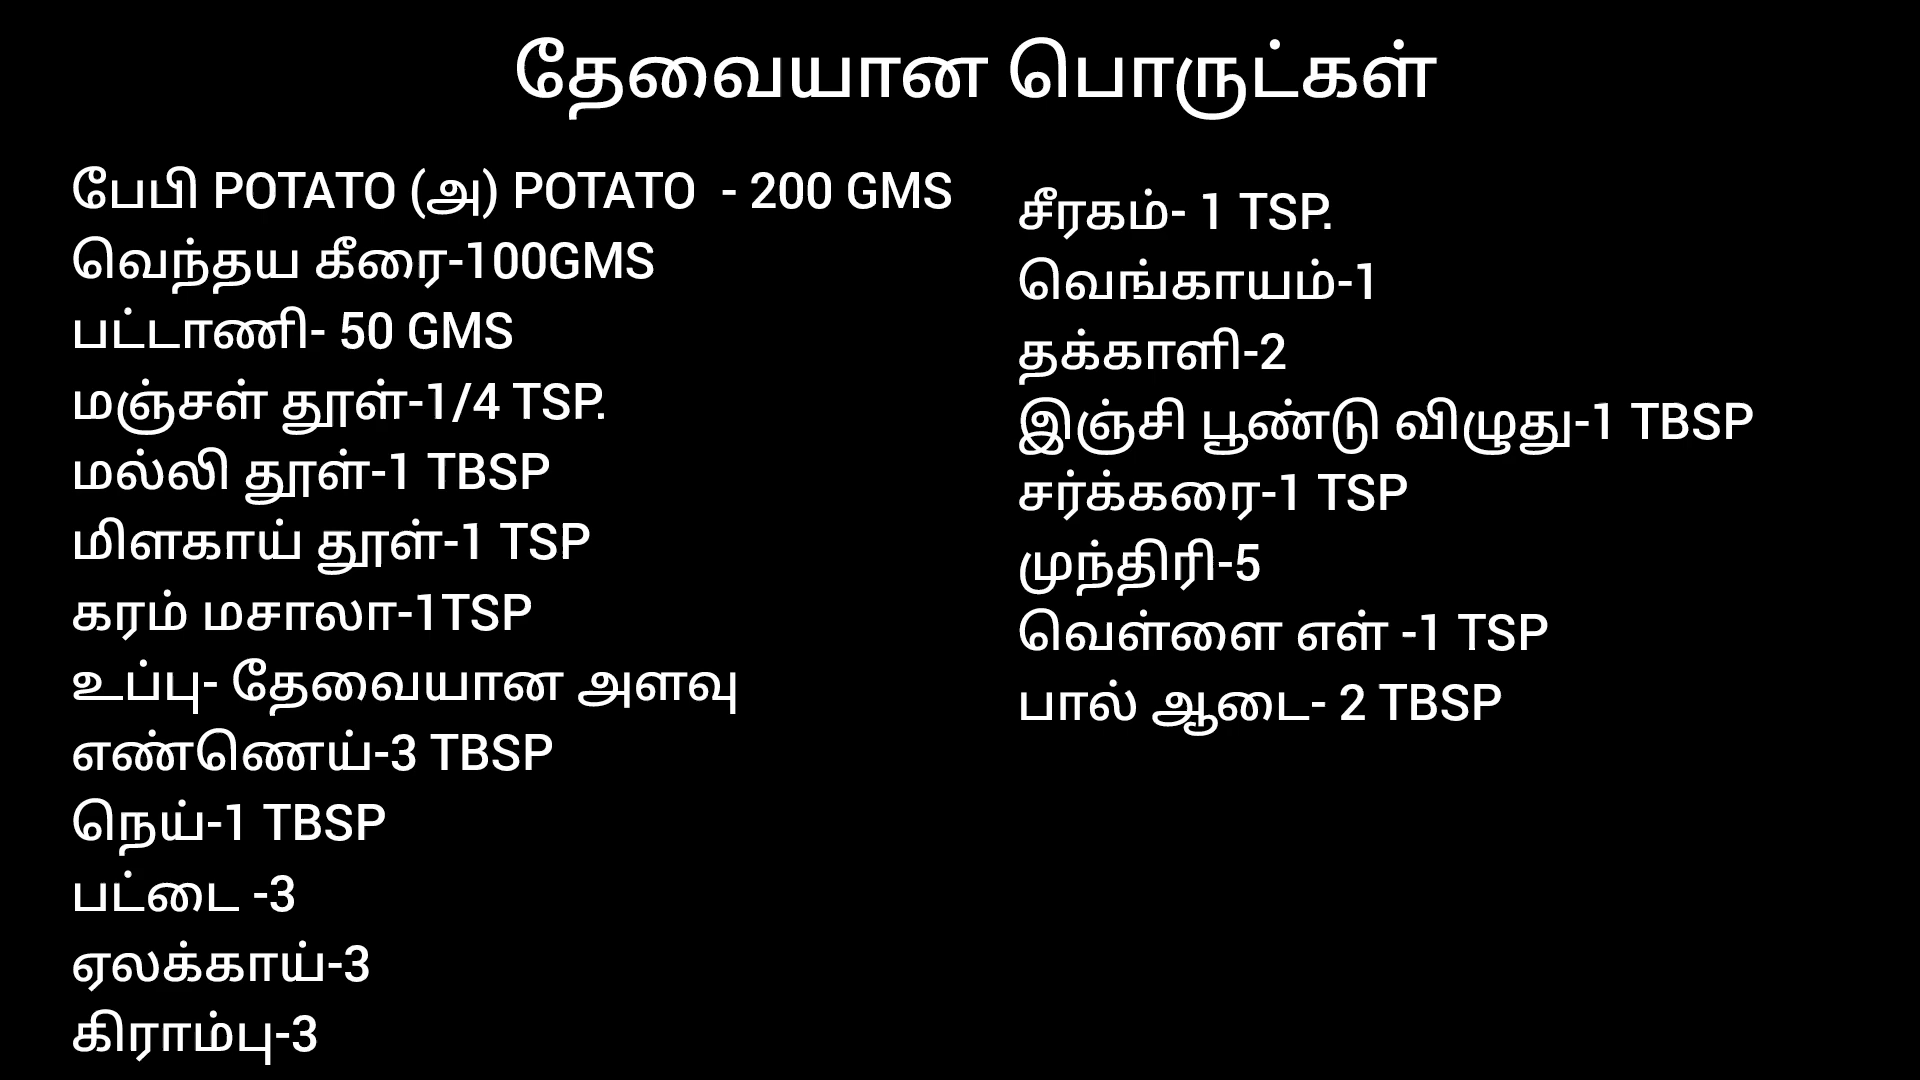 தேவையான பொருட்கள்
பேபி POTATO (அ) POTATO - 200 GMS
வெந்தய கீரை-100GMS
பட்டாணி- 50 GMS
மஞ்சள் தூள்-1/4 TSP.
மல்லி தூள்-1 TBSP
மிளகாய் தூள்-1 TSP
கரம் மசாலா-1TSP
உப்பு- தேவையான அளவு
எண்ணெய்-3 TBSP
நெய்-1 TBSP
பட்டை -3
ஏலக்காய்-3
கிராம்பு-3
சீரகம்- 1 TSP.
வெங்காயம்-1
தக்காளி-2
இஞ்சி பூண்டு விழுது-1 TBSP
சர்க்கரை-1 TSP
முந்திரி-5
வெள்ளை எள் -1 TSP
பால் ஆடை- 2 TBSP